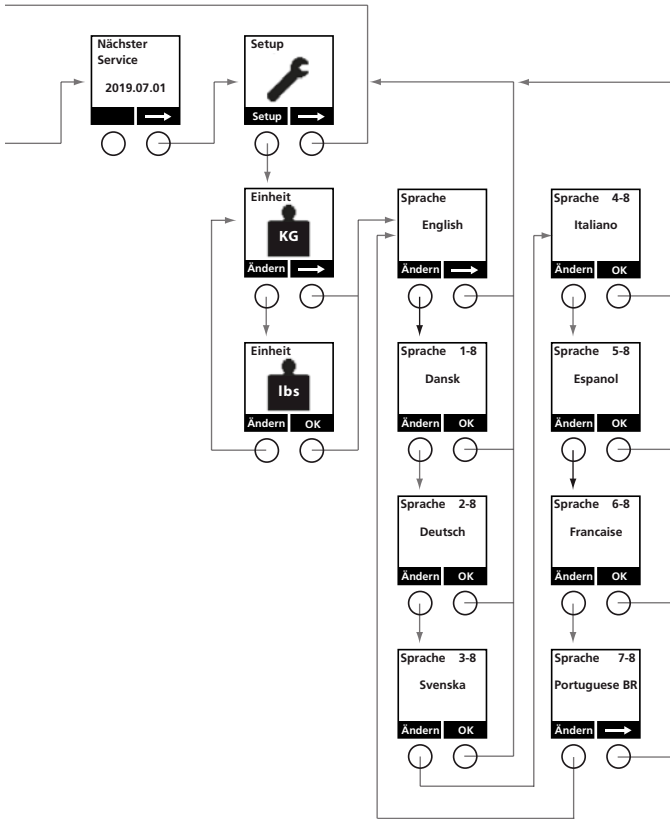 Nächster
Service
2019.07.01
Setup
Setup
Einheit
KG
Ändern
Einheit
lbs
Ändern OK
Sprache
English
Ändern
Sprache 1-8
Dansk
Ändern OK
Sprache 2-8
Deutsch
Ändern OK
Sprache 3-8
Svenska
Ändern OK
Sprache 4-8
Italiano
Ändern OK
Sprache 5-8
Espanol
Ändern OK
Sprache 6-8
Francaise
Ändern OK
Sprache 7-8
Portuguese BR
Ändern